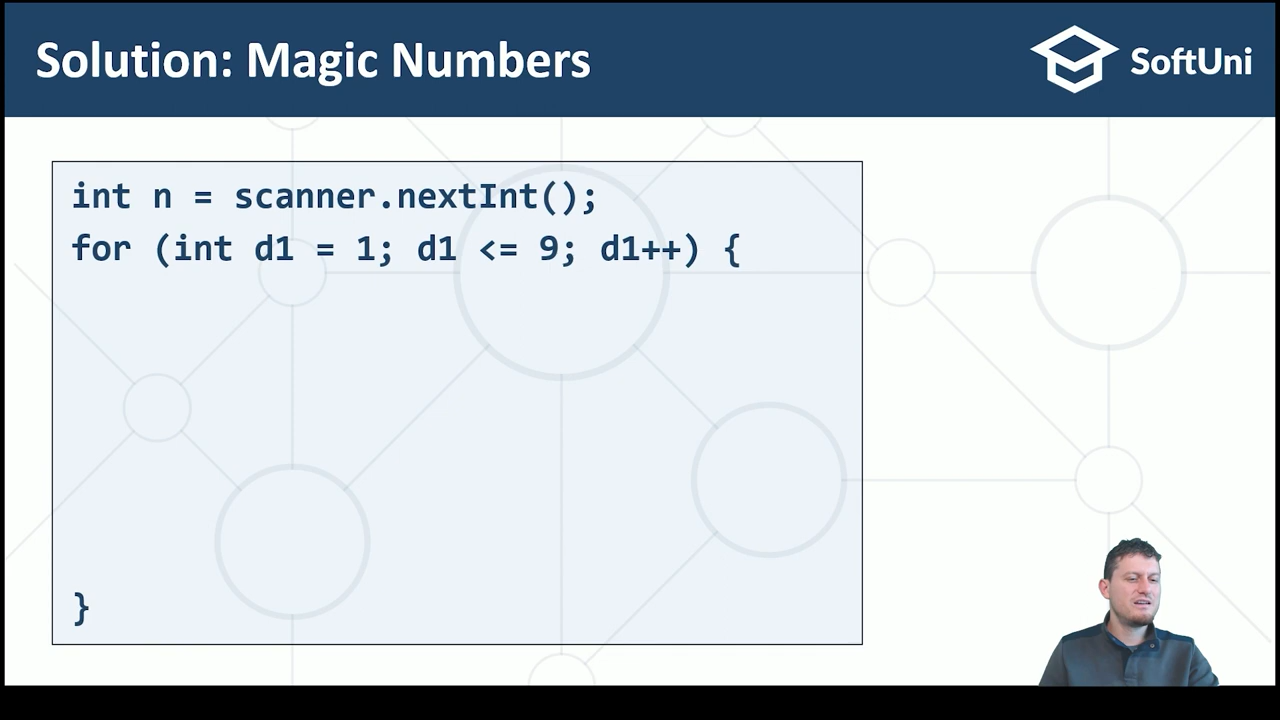 Solution: Magic Numbers
SoftUni
int n = scanner.nextInt();
for (int d1 = 1; d1 <= 9; d1++) {
}